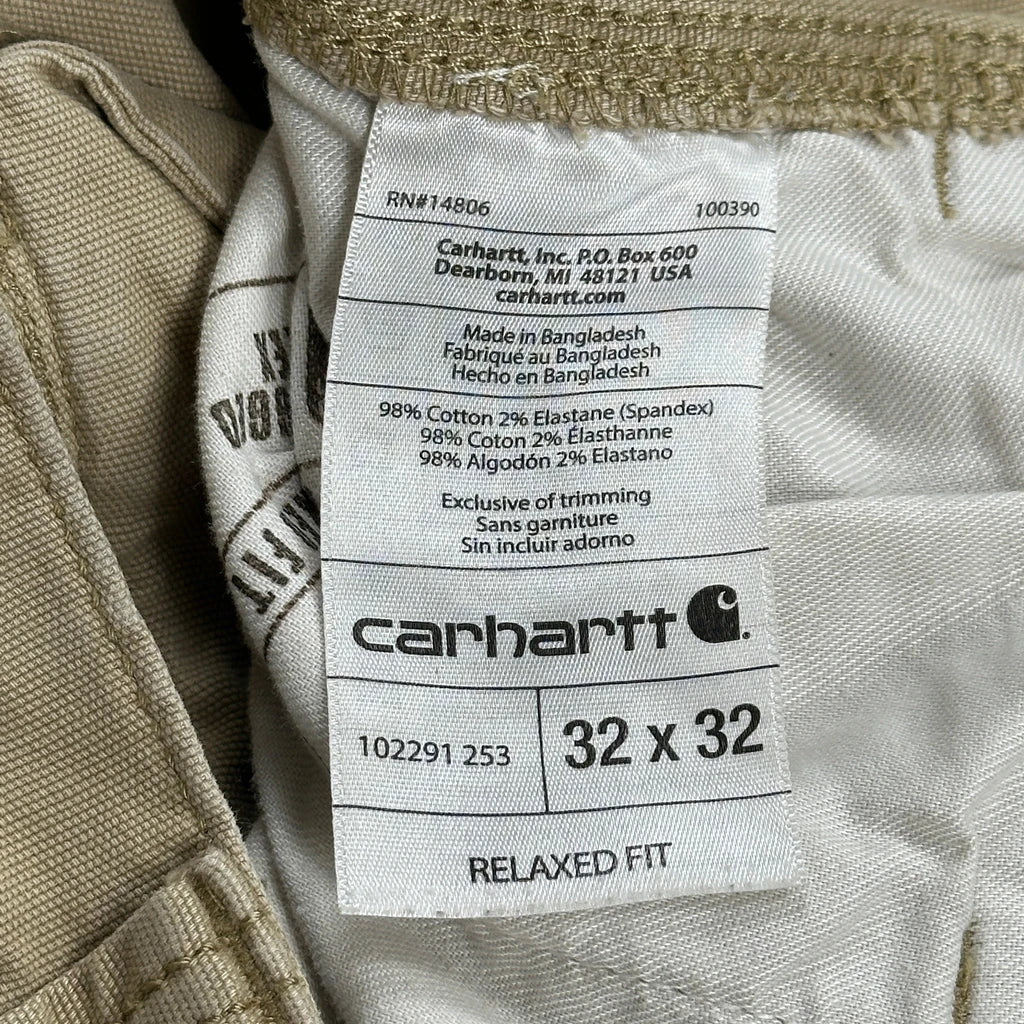 RN#14806 100390
Carhartt, Inc. P.O. Box 600
Dearborn, MI 48121 USA
carhartt.com
Made in Bangladesh
Fabriqué au Bangladesh
Hecho en Bangladesh
98% Cotton 2% Elastane (Spandex)
98% Coton 2% Élasthanne
98% Algodón 2% Elastano
Exclusive of trimming
Sans garniture
Sin incluir adorno
carhartt
102291 253 32 x 32
RELAXED FIT
FIT